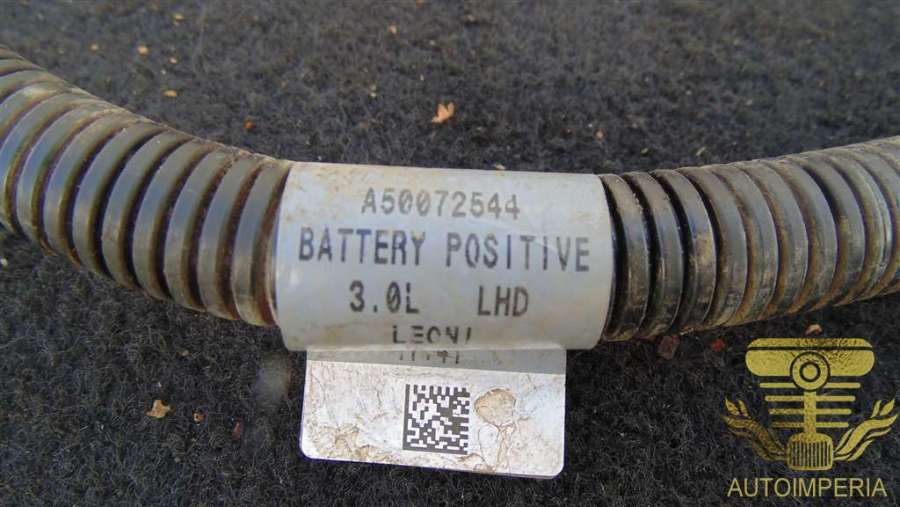 A50072544
BATTERY POSITIVE
3.0L LHD
LEONI
AUTOIMPERIA